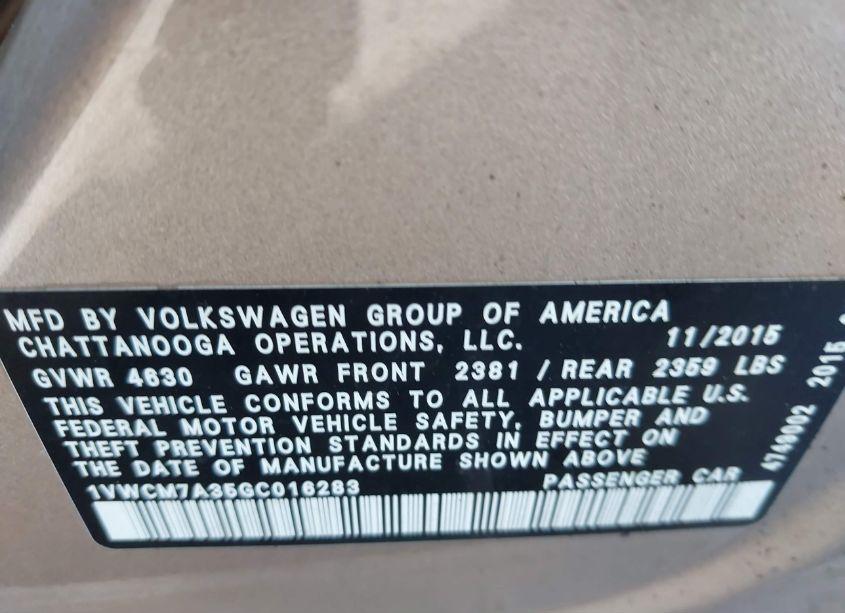 MFD BY VOLKSWAGEN GROUP OF AMERICA
CHATTANOOGA OPERATIONS, LLC. 11/2015
GVWR 4630 GAWR FRONT 2381 / REAR 2359 LBS
THIS VEHICLE CONFORMS TO ALL APPLICABLE U.S.
FEDERAL MOTOR VEHICLE SAFETY, BUMPER AND
THEFT PREVENTION STANDARDS IN EFFECT ON
THE DATE OF MANUFACTURE SHOWN ABOVE
1VWCM7A35GC016283 PASSENGER CAR
4749002 2015